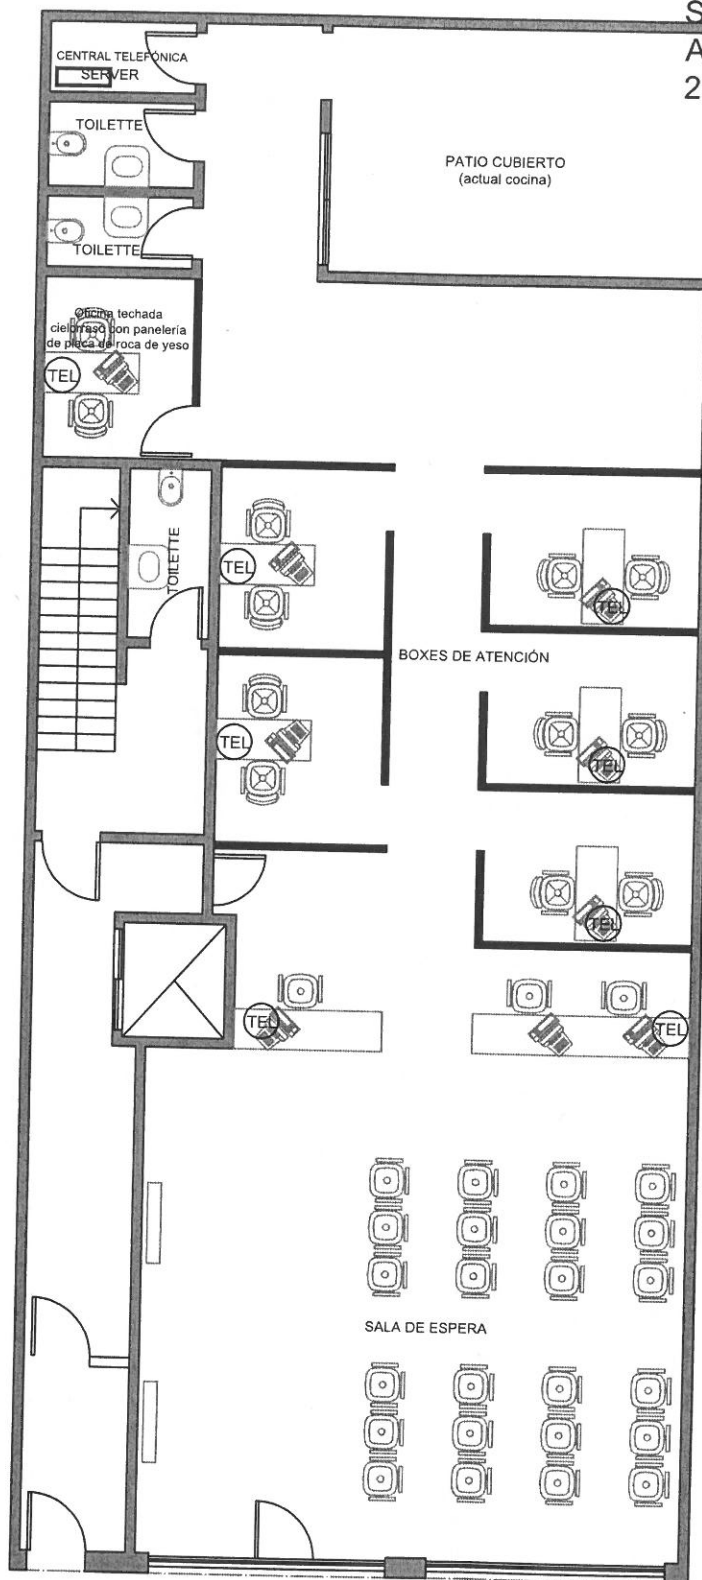 S
A
2
CENTRAL TELEFÓNICA
SERVER
TOILETTE
PATIO CUBIERTO
(actual cocina)
TOILETTE
Oficina techada
cielorraso con panelería
de placa de roca de yeso
TEL
TOILETTE
TEL
TEL
BOXES DE ATENCIÓN
TEL
TEL
TEL
TEL
TEL
SALA DE ESPERA